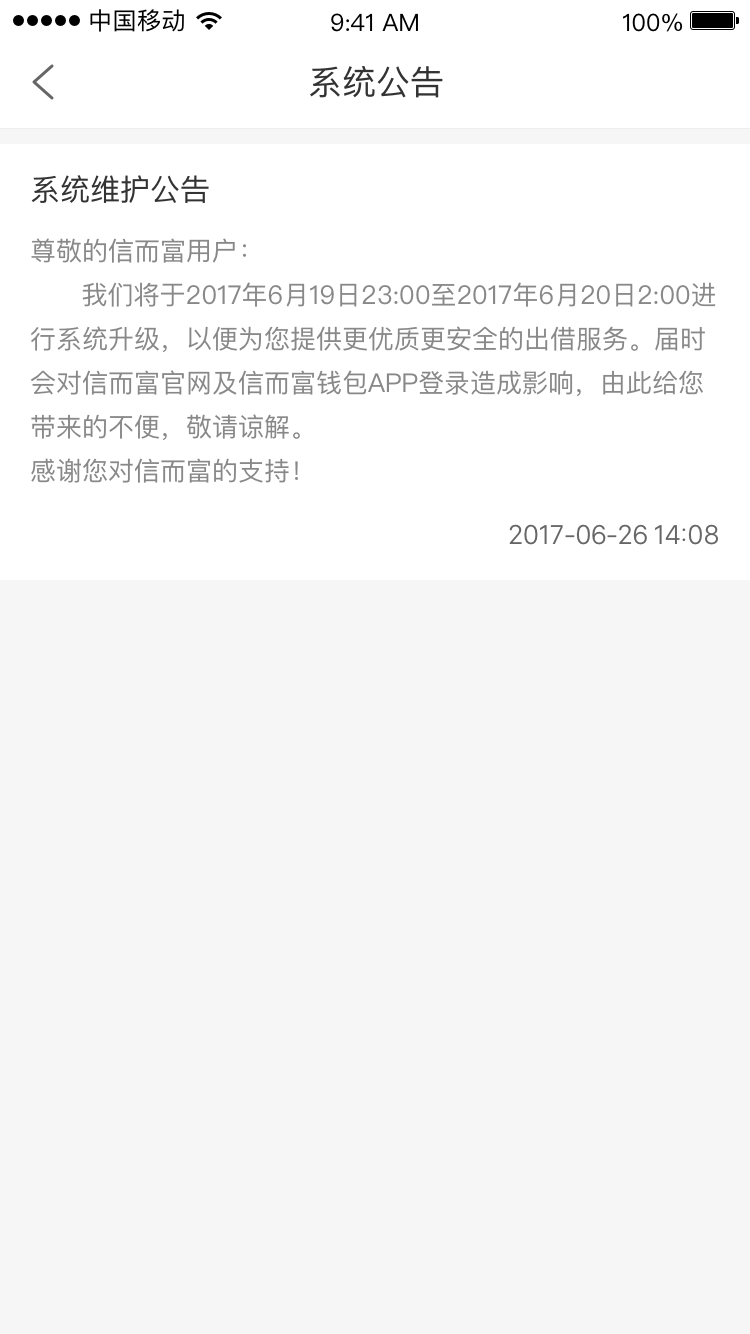 中国移动 9:41 AM 100%
系统公告
系统维护公告
尊敬的信而富用户：
我们将于2017年6月19日23:00至2017年6月20日2:00进
行系统升级，以便为您提供更优质更安全的出借服务。届时
会对信而富官网及信而富钱包APP登录造成影响，由此给您
带来的不便，敬请谅解。
感谢您对信而富的支持！
2017-06-26 14:08